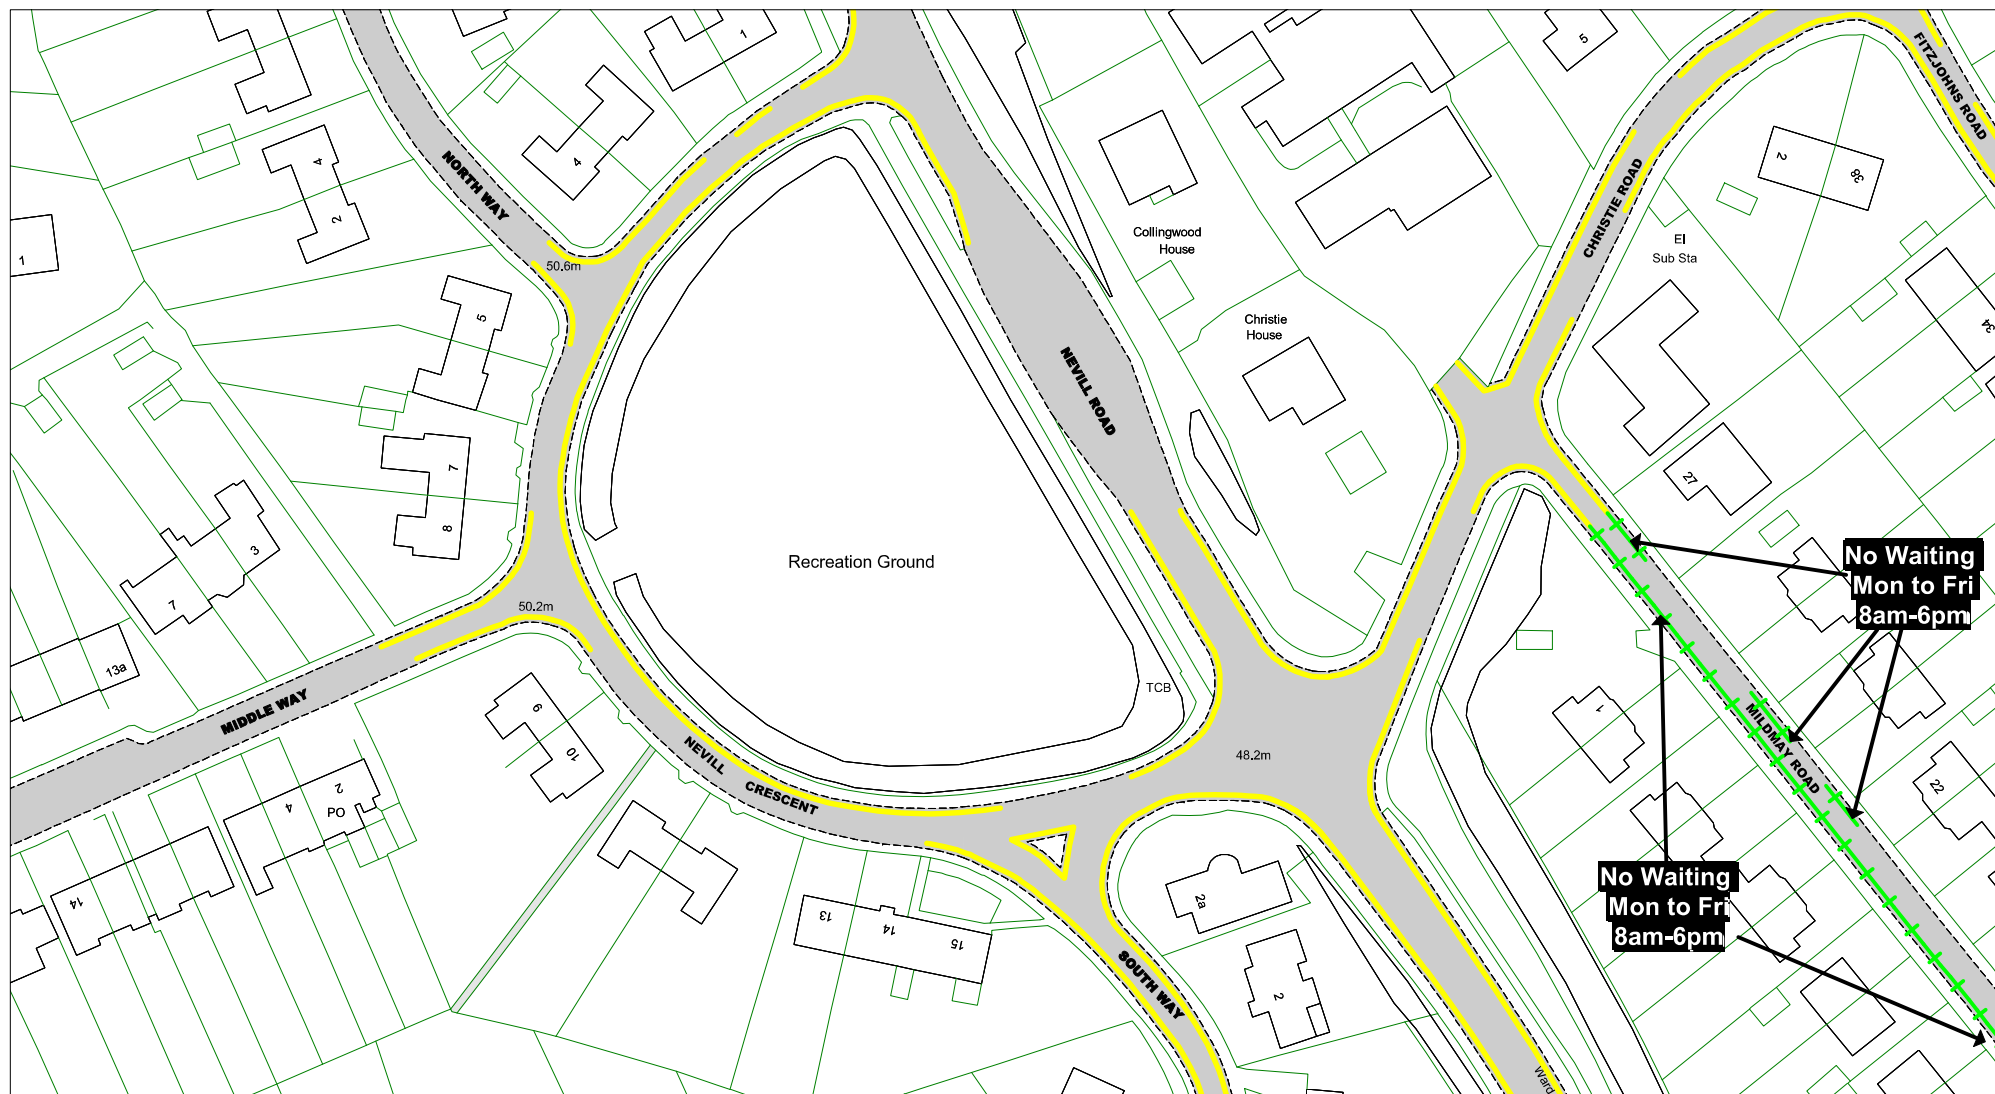 1
5
FITZJOHNS ROAD
NORTH WAY
4
4
2
2
38
1
CHRISTIE ROAD
Collingwood
House
El
Sub Sta
50.6m
5
Christie
House
34
NEVILL ROAD
7
8
27
3
7
Recreation Ground
No Waiting
Mon to Fri
8am-6pm
50.2m
13a
TCB
MIDDLE WAY
9
10
NEVILL
CRESCENT
48.2m
1
MILDMAY ROAD
22
2
4
PO
14
No Waiting
Mon to Fri
8am-6pm
2a
13
14
15
SOUTH WAY
2
Ward